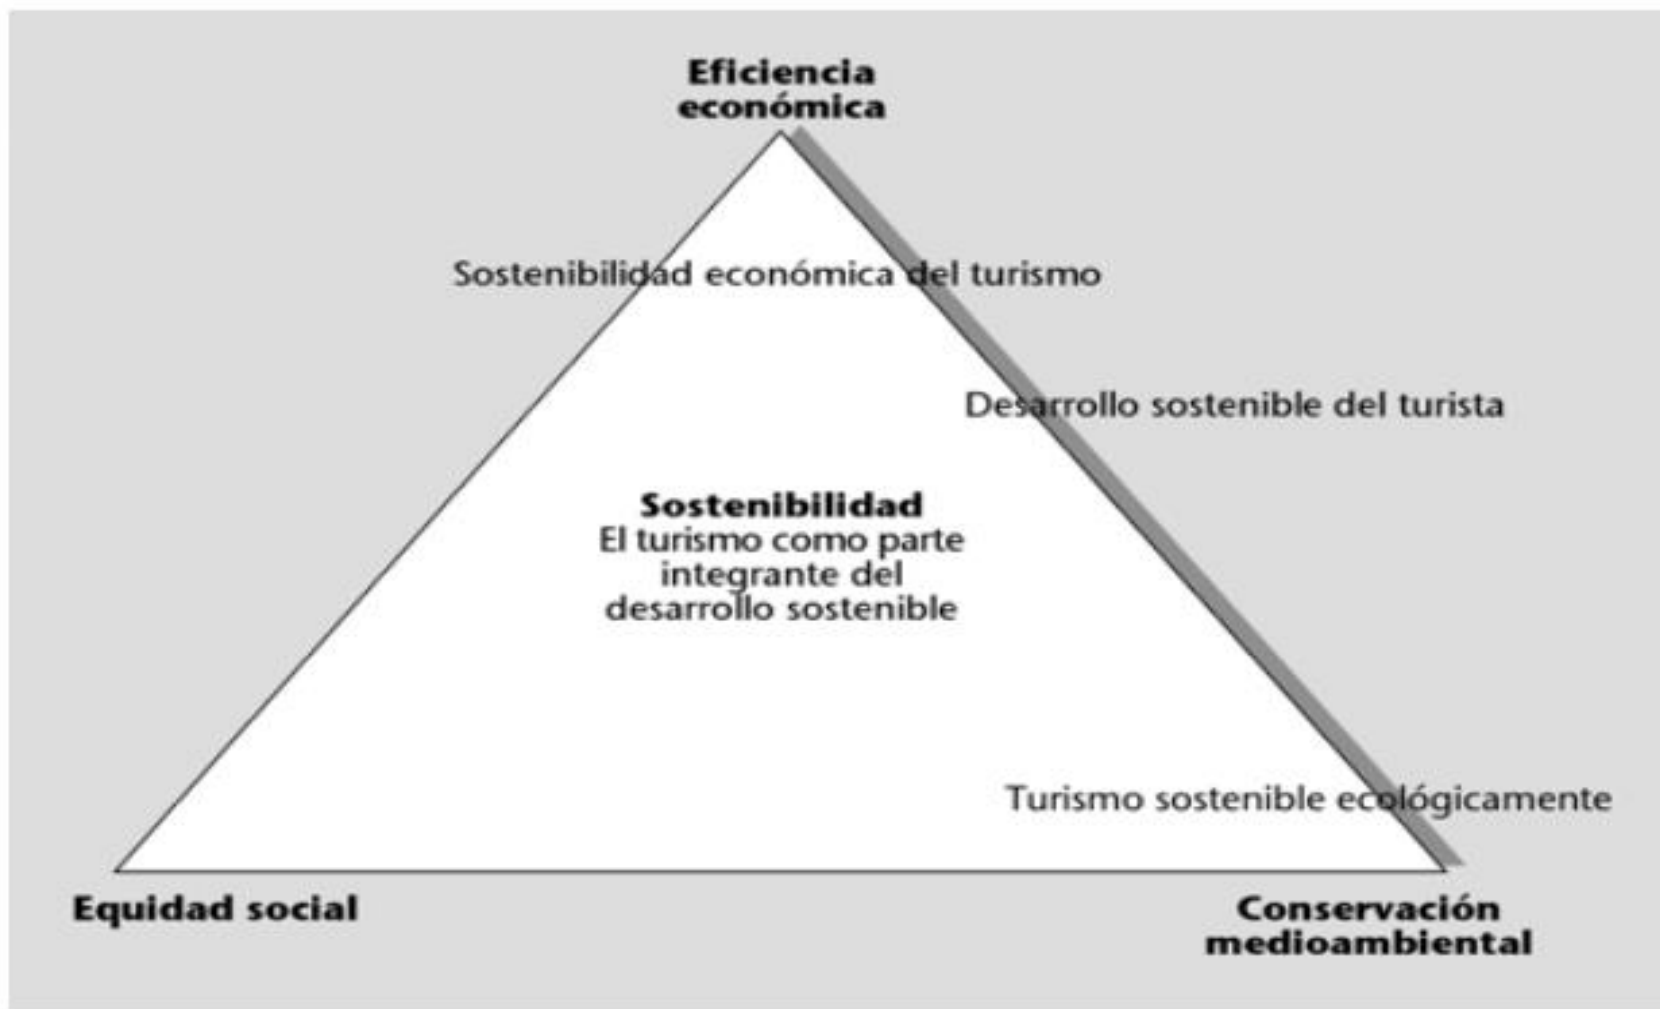 Eficiencia
económica
Sostenibilidad económica del turismo
Desarrollo sostenible del turista
Sostenibilidad
El turismo como parte
integrante del
desarrollo sostenible
Turismo sostenible ecológicamente
Equidad social
Conservación
medioambiental